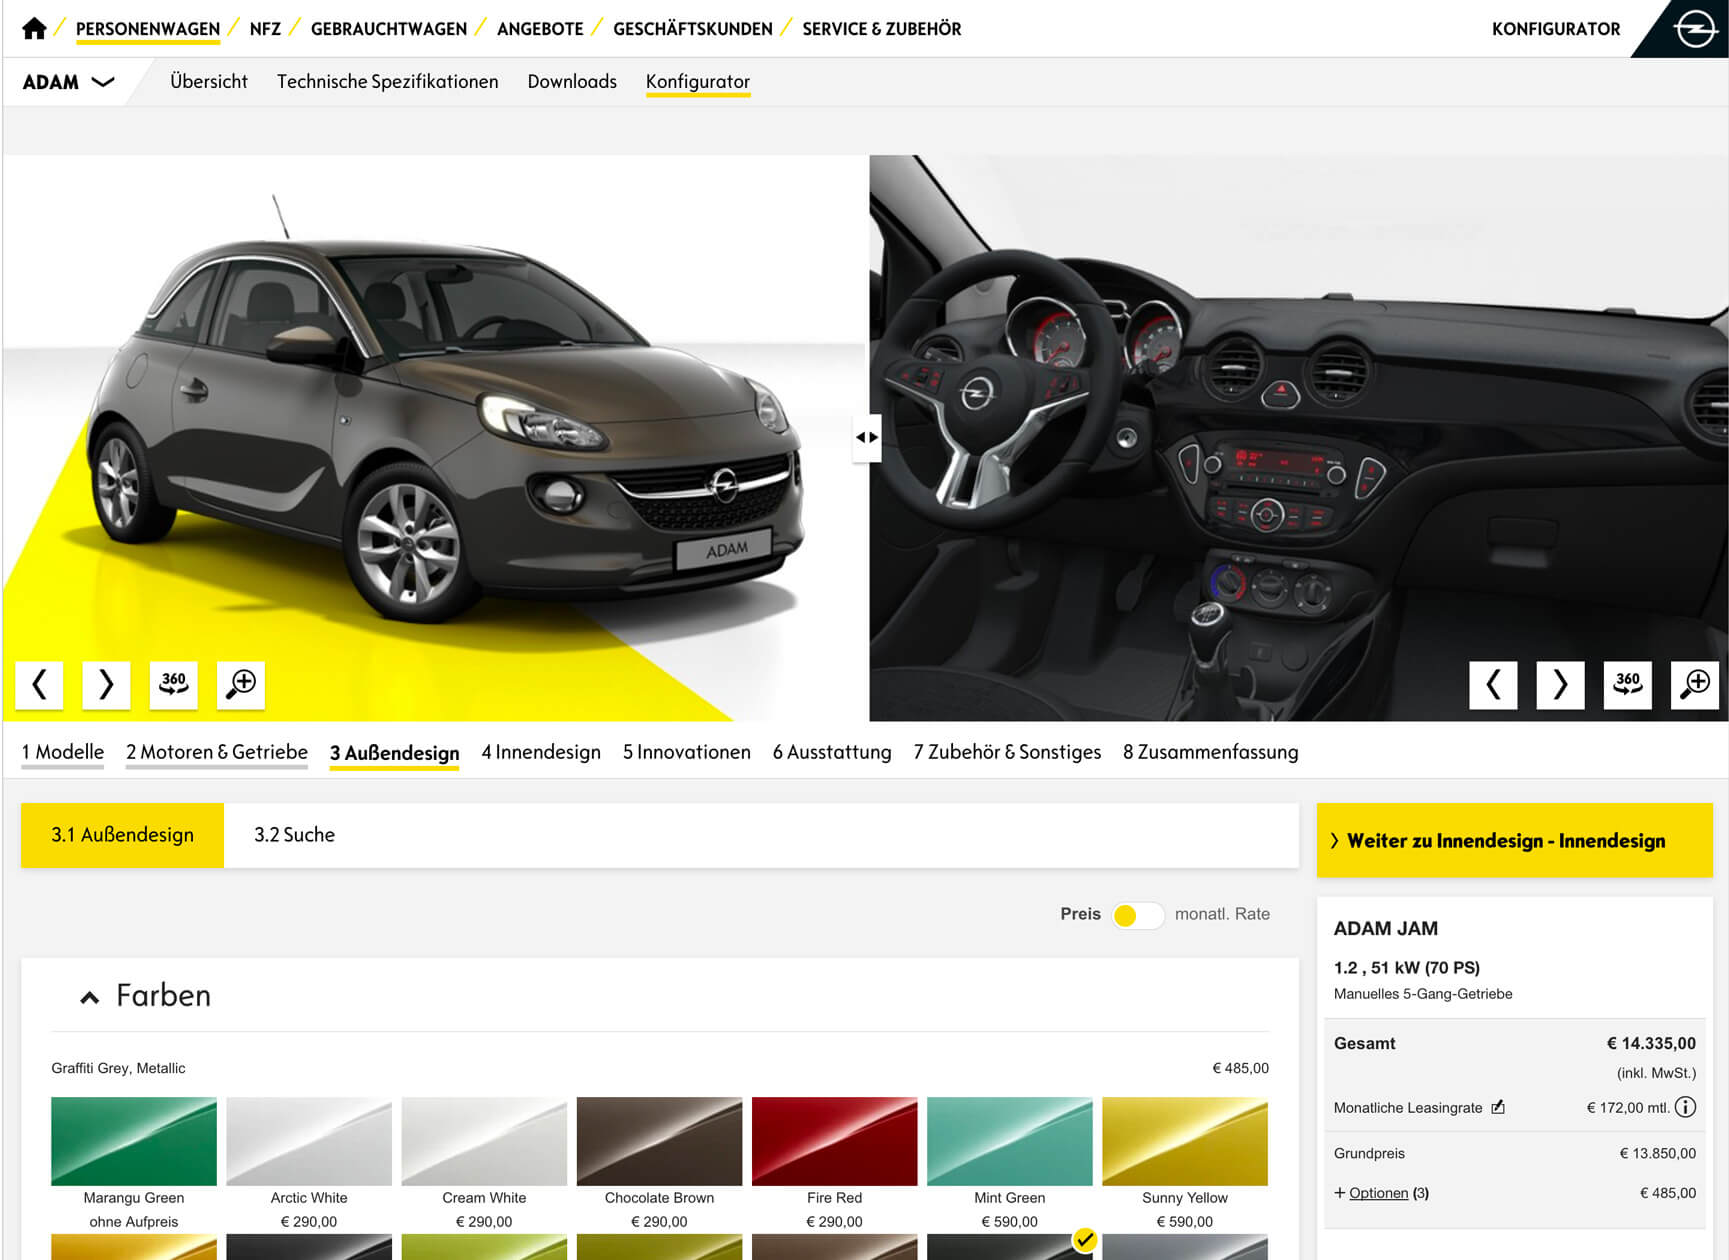 PERSONENWAGEN NFZ GEBRAUCHTWAGEN ANGEBOTE GESCHÄFTSKUNDEN SERVICE & ZUBEHÖR KONFIGURATOR
ADAM Übersicht Technische Spezifikationen Downloads Konfigurator
ADAM
360
360
1 Modelle 2 Motoren & Getriebe 3 Außendesign 4 Innendesign 5 Innovationen 6 Ausstattung 7 Zubehör & Sonstiges 8 Zusammenfassung
3.1 Außendesign 3.2 Suche
Weiter zu Innendesign - Innendesign
Preis monatl. Rate
ADAM JAM
1.2 , 51 kW (70 PS)
Manuelles 5-Gang-Getriebe
Gesamt € 14.335,00
(inkl. MwSt.)
Monatliche Leasingrate € 172,00 mtl.
Grundpreis € 13.850,00
+ Optionen (3) € 485,00
Farben
Graffiti Grey, Metallic € 485,00
Marangu Green Arctic White Cream White Chocolate Brown Fire Red Mint Green Sunny Yellow
ohne Aufpreis € 290,00 € 290,00 € 290,00 € 290,00 € 590,00 € 590,00